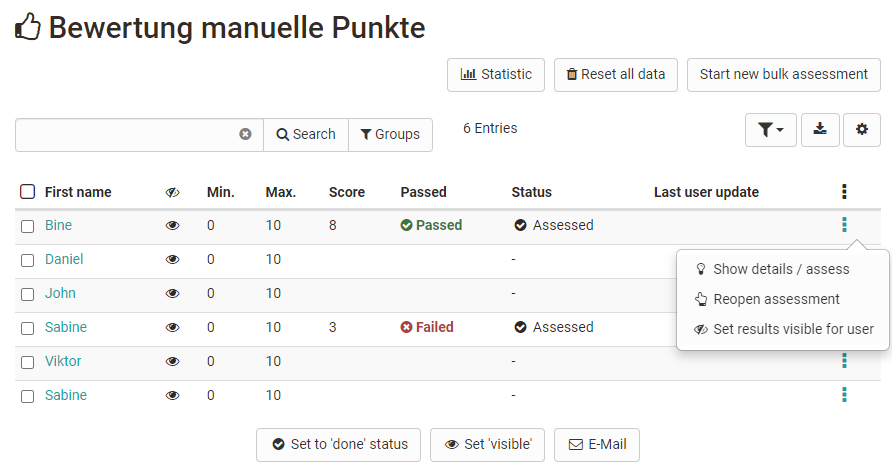 Bewertung manuelle Punkte
Statistic Reset all data Start new bulk assessment
Search Groups 6 Entries
First name Min. Max. Score Passed Status Last user update
Bine 0 10 8 Passed Assessed
Daniel 0 10 -
Show details / assess
John 0 10 -
Reopen assessment
Sabine 0 10 3 Failed Assessed
Set results visible for user
Viktor 0 10 -
Sabine 0 10 -
Set to 'done' status Set 'visible' E-Mail